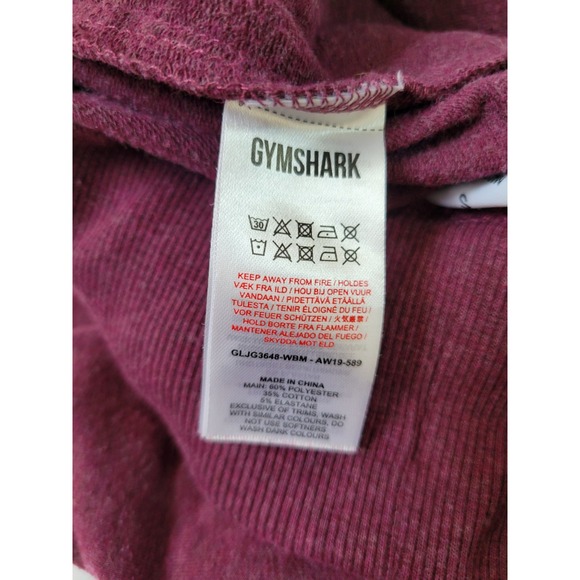 GYMSHARK
30
KEEP AWAY FROM FIRE / HOLDES
VÆK FRA ILD / HOU BIJ OPEN VUUR
VANDAAN / PIDETTÄVÄ ETÄÄLLÄ
TULESTA / TENIR ÉLOIGNÉ DU FEU /
VOR FEUER SCHÜTZEN / 火気厳禁 /
HOLD BORTE FRA FLAMMER /
MANTENER ALEJADO DEL FUEGO /
SKYDDA MOT ELD
GLJG3648-WBM - AW19-589
MADE IN CHINA
MAIN: 60% POLYESTER
35% COTTON
5% ELASTANE
EXCLUSIVE OF TRIMS. WASH
WITH SIMILAR COLOURS. DO
NOT USE SOFTNERS
WASH DARK COLOURS